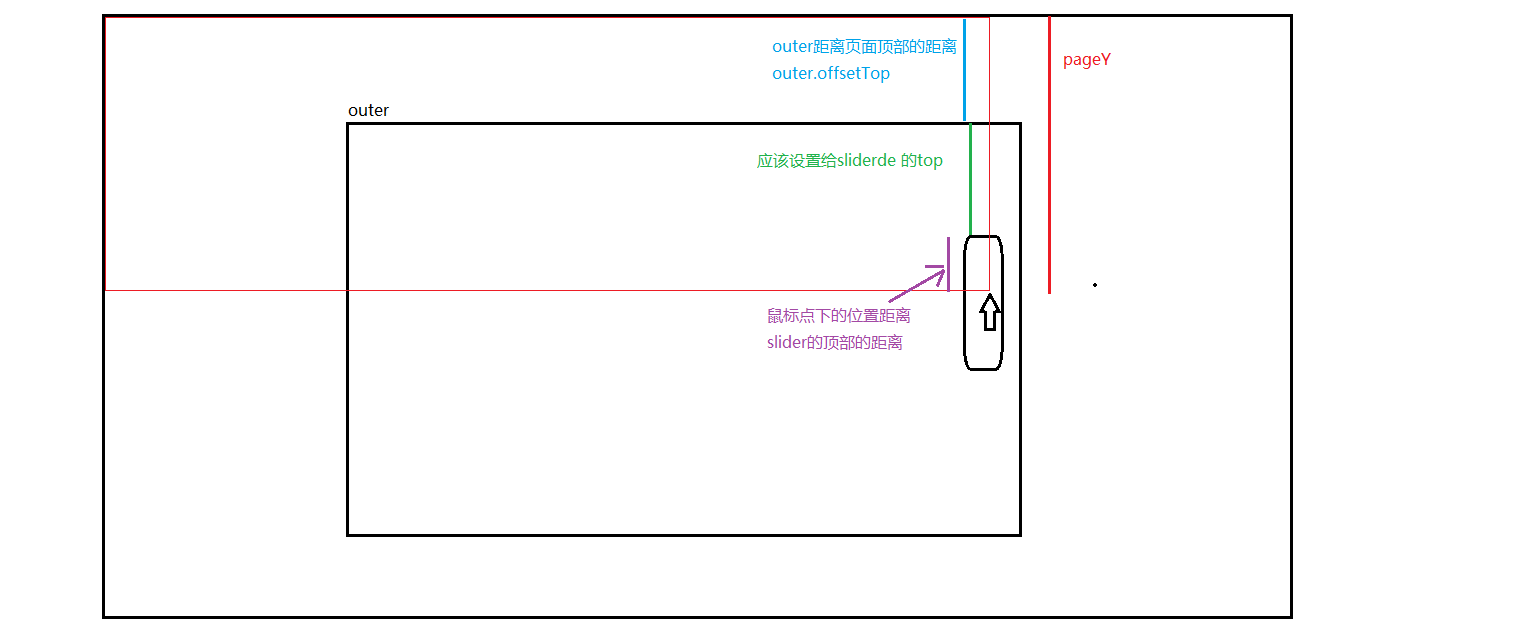 outer距离页面顶部的距离
outer.offsetTop
pageY
outer
应该设置给sliderde 的top
鼠标点下的位置距离
slider的顶部的距离